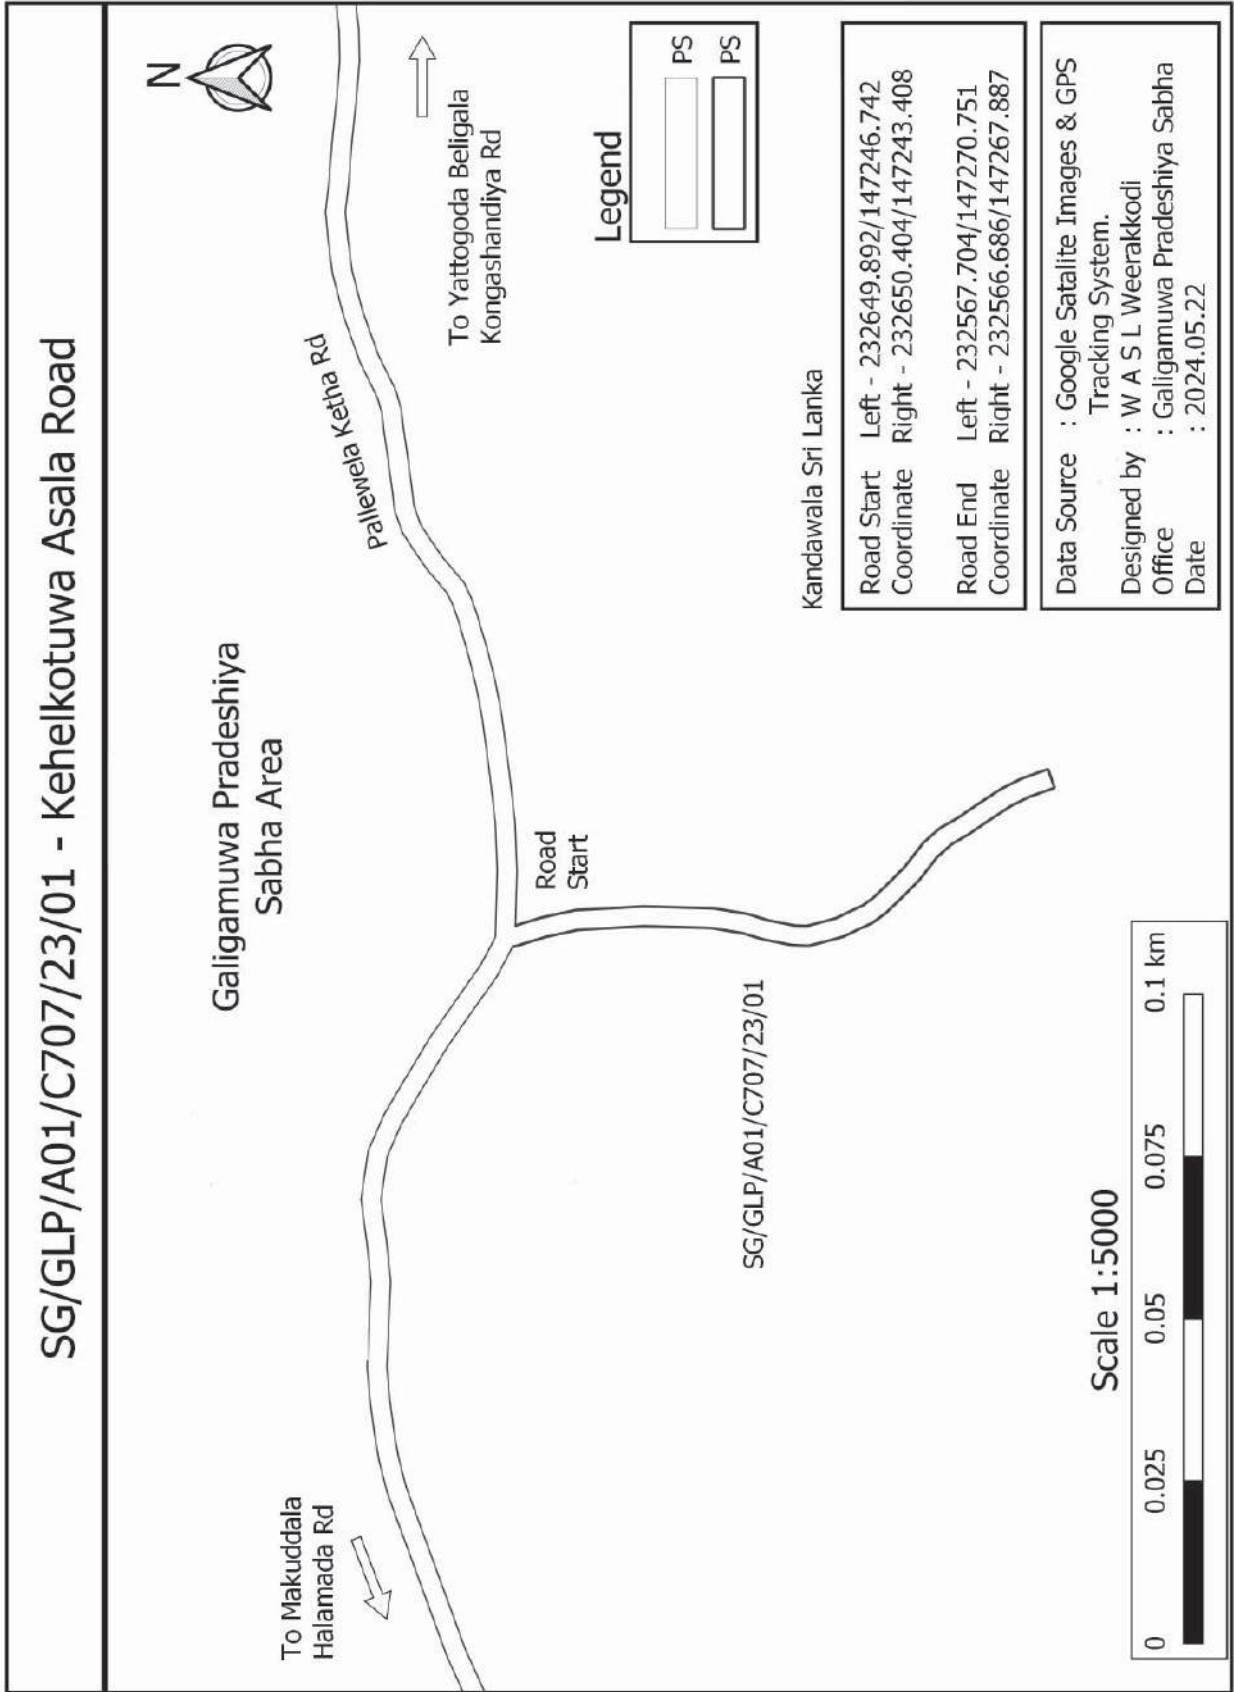 SG/GLP/A01/C707/23/01 - Kehelkotuwa Asala Road
N
To Makuddala
Halamada Rd
Galigamuwa Pradeshiya
Sabha Area
Pallewela Ketha Rd
To Yattogoda Beligala
Kongashandiya Rd
Road
Start
Legend
PS
PS
SG/GLP/A01/C707/23/01
Kandawala Sri Lanka
Road Start Left - 232649.892/147246.742
Coordinate Right - 232650.404/147243.408
Road End Left - 232567.704/147270.751
Coordinate Right - 232566.686/147267.887
Data Source : Google Satalite Images & GPS
Tracking System.
Designed by : W A S L Weerakkodi
Office : Galigamuwa Pradeshiya Sabha
Date : 2024.05.22
Scale 1:5000
0 0.025 0.05 0.075 0.1 km